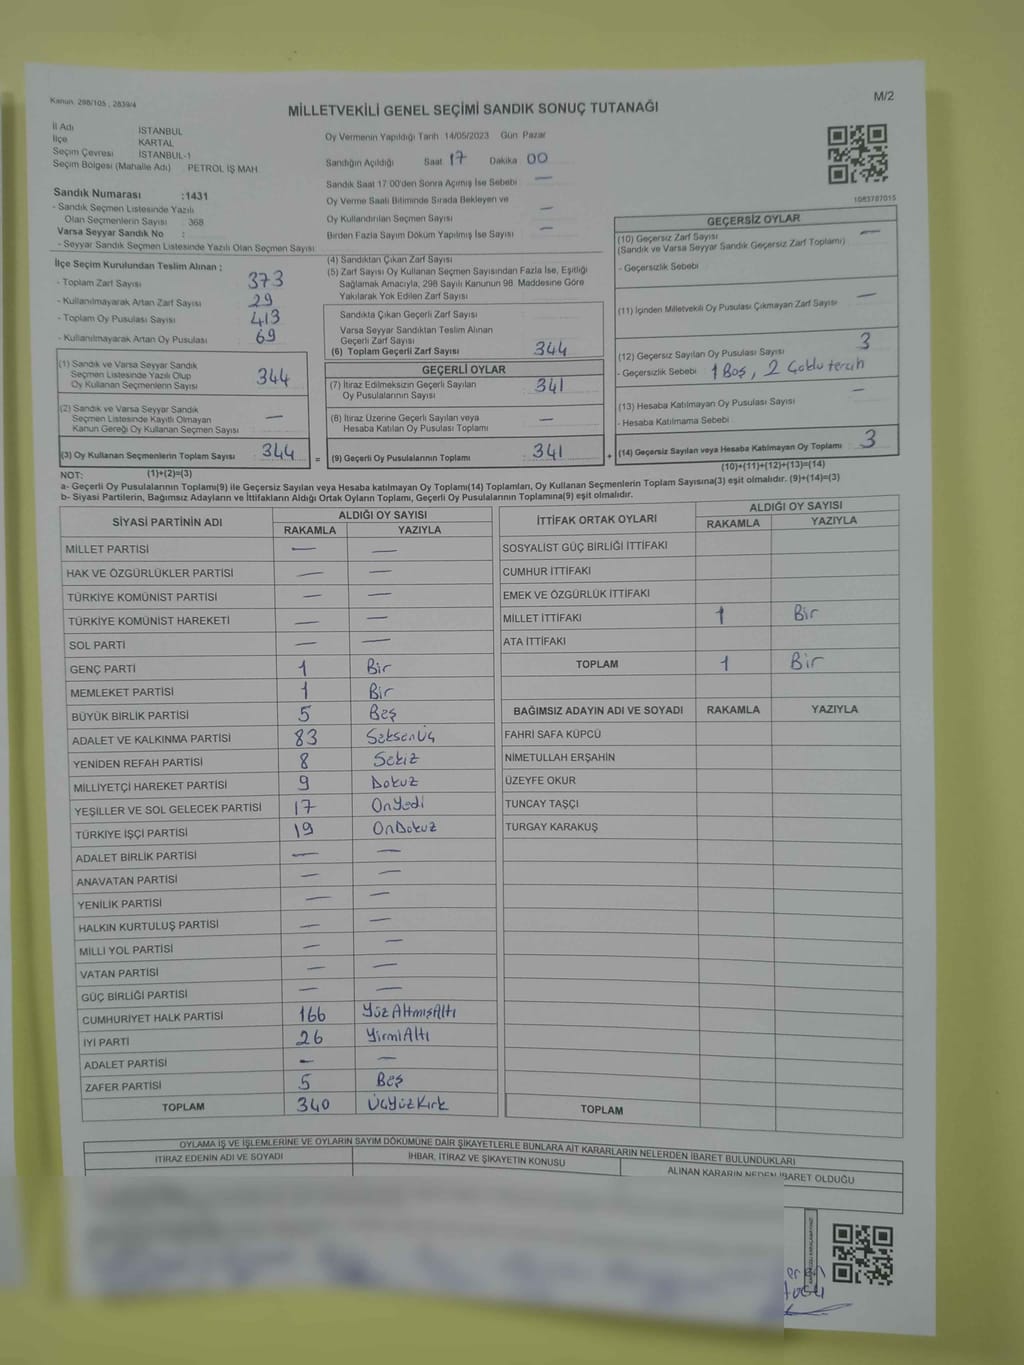 Kanun. 298/105 , 2839/4
M/2
MİLLETVEKİLİ GENEL SEÇİMİ SANDIK SONUÇ TUTANAĞI
İl Adı İSTANBUL
İlçe KARTAL
Seçim Çevresi İSTANBUL-1
Seçim Bölgesi (Mahalle Adı) PETROL İŞ MAH
Sandık Numarası :1431
- Sandık Seçmen Listesinde Yazılı
Olan Seçmenlerin Sayısı 368
Varsa Seyyar Sandık No :
- Seyyar Sandık Seçmen Listesinde Yazılı Olan Seçmen Sayısı:
Oy Vermenin Yapıldığı Tarih 14/05/2023 Gün Pazar
Sandığın Açıldığı Saat 17 Dakika 00
Sandık Saat 17:00'den Sonra Açımış İse Sebebi —
Oy Verme Saati Bitiminde Sırada Bekleyen ve
Oy Kullandırılan Seçmen Sayısı —
Birden Fazla Sayım Döküm Yapılmış İse Sayısı —
1083787015
İlçe Seçim Kurulundan Teslim Alınan ;
- Toplam Zarf Sayısı 373
- Kullanılmayarak Artan Zarf Sayısı 29
- Toplam Oy Pusulası Sayısı 413
- Kullanılmayarak Artan Oy Pusulası 69
(1) Sandık ve Varsa Seyyar Sandık
Seçmen Listesinde Yazılı Olup
Oy Kullanan Seçmenlerin Sayısı 344
(2) Sandık ve Varsa Seyyar Sandık
Seçmen Listesinde Kayıtlı Olmayan
Kanun Gereği Oy Kullanan Seçmen Sayısı —
(3) Oy Kullanan Seçmenlerin Toplam Sayısı : 344
(4) Sandıktan Çıkan Zarf Sayısı
(5) Zarf Sayısı Oy Kullanan Seçmen Sayısından Fazla İse, Eşitliği
Sağlamak Amacıyla, 298 Sayılı Kanunun 98. Maddesine Göre
Yakılarak Yok Edilen Zarf Sayısı
Sandıkta Çıkan Geçerli Zarf Sayısı
Varsa Seyyar Sandıktan Teslim Alınan
Geçerli Zarf Sayısı
(6) Toplam Geçerli Zarf Sayısı 344
GEÇERLİ OYLAR
(7) İtiraz Edilmeksizin Geçerli Sayılan
Oy Pusulalarının Sayısı 341
(8) İtiraz Üzerine Geçerli Sayılan veya
Hesaba Katılan Oy Pusulası Toplamı —
= (9) Geçerli Oy Pusulalarının Toplamı : 341
GEÇERSİZ OYLAR
(10) Geçersiz Zarf Sayısı —
(Sandık ve Varsa Seyyar Sandık Geçersiz Zarf Toplamı)
- Geçersizlik Sebebi
(11) İçinden Milletvekili Oy Pusulası Çıkmayan Zarf Sayısı —
(12) Geçersiz Sayılan Oy Pusulası Sayısı 3
- Geçersizlik Sebebi 1 Boş, 2 Çoklu tercih
(13) Hesaba Katılmayan Oy Pusulası Sayısı —
- Hesaba Katılmama Sebebi
+ (14) Geçersiz Sayılan veya Hesaba Katılmayan Oy Toplamı 3
NOT: (1)+(2)=(3) (10)+(11)+(12)+(13)=(14)
a- Geçerli Oy Pusulalarının Toplamı(9) ile Geçersiz Sayılan veya Hesaba katılmayan Oy Toplamı(14) Toplamları, Oy Kullanan Seçmenlerin Toplam Sayısına(3) eşit olmalıdır. (9)+(14)=(3)
b- Siyasi Partilerin, Bağımsız Adayların ve İttifakların Aldığı Ortak Oyların Toplamı, Geçerli Oy Pusulalarının Toplamına(9) eşit olmalıdır.
SİYASİ PARTİNİN ADI ALDIĞI OY SAYISI
RAKAMLA YAZIYLA
MİLLET PARTİSİ — —
HAK VE ÖZGÜRLÜKLER PARTİSİ — —
TÜRKİYE KOMÜNİST PARTİSİ — —
TÜRKİYE KOMÜNİST HAREKETİ — —
SOL PARTİ — —
GENÇ PARTİ 1 Bir
MEMLEKET PARTİSİ 1 Bir
BÜYÜK BİRLİK PARTİSİ 5 Beş
ADALET VE KALKINMA PARTİSİ 83 Seksenüç
YENİDEN REFAH PARTİSİ 8 Sekiz
MİLLİYETÇİ HAREKET PARTİSİ 9 Dokuz
YEŞİLLER VE SOL GELECEK PARTİSİ 17 OnYedi
TÜRKİYE İŞÇİ PARTİSİ 19 OnDokuz
ADALET BİRLİK PARTİSİ — —
ANAVATAN PARTİSİ — —
YENİLİK PARTİSİ — —
HALKIN KURTULUŞ PARTİSİ — —
MİLLİ YOL PARTİSİ — —
VATAN PARTİSİ — —
GÜÇ BİRLİĞİ PARTİSİ — —
CUMHURİYET HALK PARTİSİ 166 YüzAltmışAltı
İYİ PARTİ 26 YirmiAltı
ADALET PARTİSİ — —
ZAFER PARTİSİ 5 Beş
TOPLAM 340 ÜçyüzKırk
İTTİFAK ORTAK OYLARI ALDIĞI OY SAYISI
RAKAMLA YAZIYLA
SOSYALİST GÜÇ BİRLİĞİ İTTİFAKI
CUMHUR İTTİFAKI
EMEK VE ÖZGÜRLÜK İTTİFAKI
MİLLET İTTİFAKI 1 Bir
ATA İTTİFAKI
TOPLAM 1 Bir
BAĞIMSIZ ADAYIN ADI VE SOYADI RAKAMLA YAZIYLA
FAHRİ SAFA KÜPCÜ
NİMETULLAH ERŞAHİN
ÜZEYFE OKUR
TUNCAY TAŞÇI
TURGAY KARAKUŞ
TOPLAM
OYLAMA İŞ VE İŞLEMLERİNE VE OYLARIN SAYIM DÖKÜMÜNE DAİR ŞİKAYETLERLE BUNLARA AİT KARARLARIN NELERDEN İBARET BULUNDUKLARI
İTİRAZ EDENİN ADI VE SOYADI İHBAR, İTİRAZ VE ŞİKAYETİN KONUSU ALINAN KARARIN NEDEN İBARET OLDUĞU